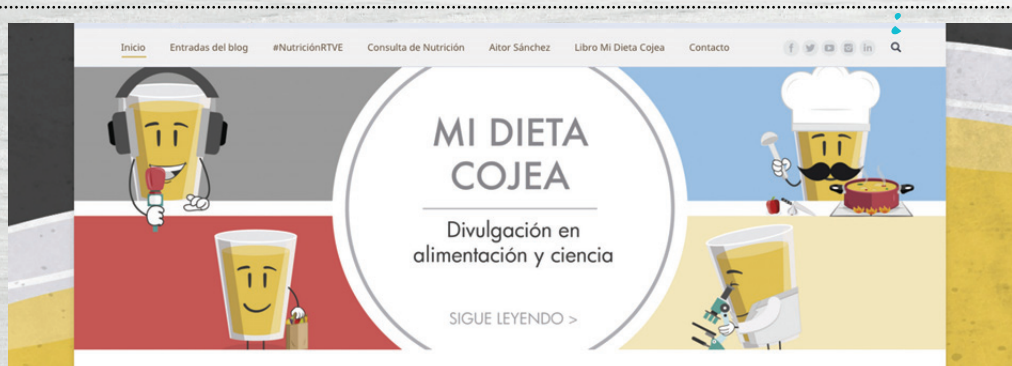 Inicio Entradas del blog #NutriciónRTVE Consulta de Nutrición Aitor Sánchez Libro Mi Dieta Cojea Contacto
MI DIETA
COJEA
Divulgación en
alimentación y ciencia
SIGUE LEYENDO >